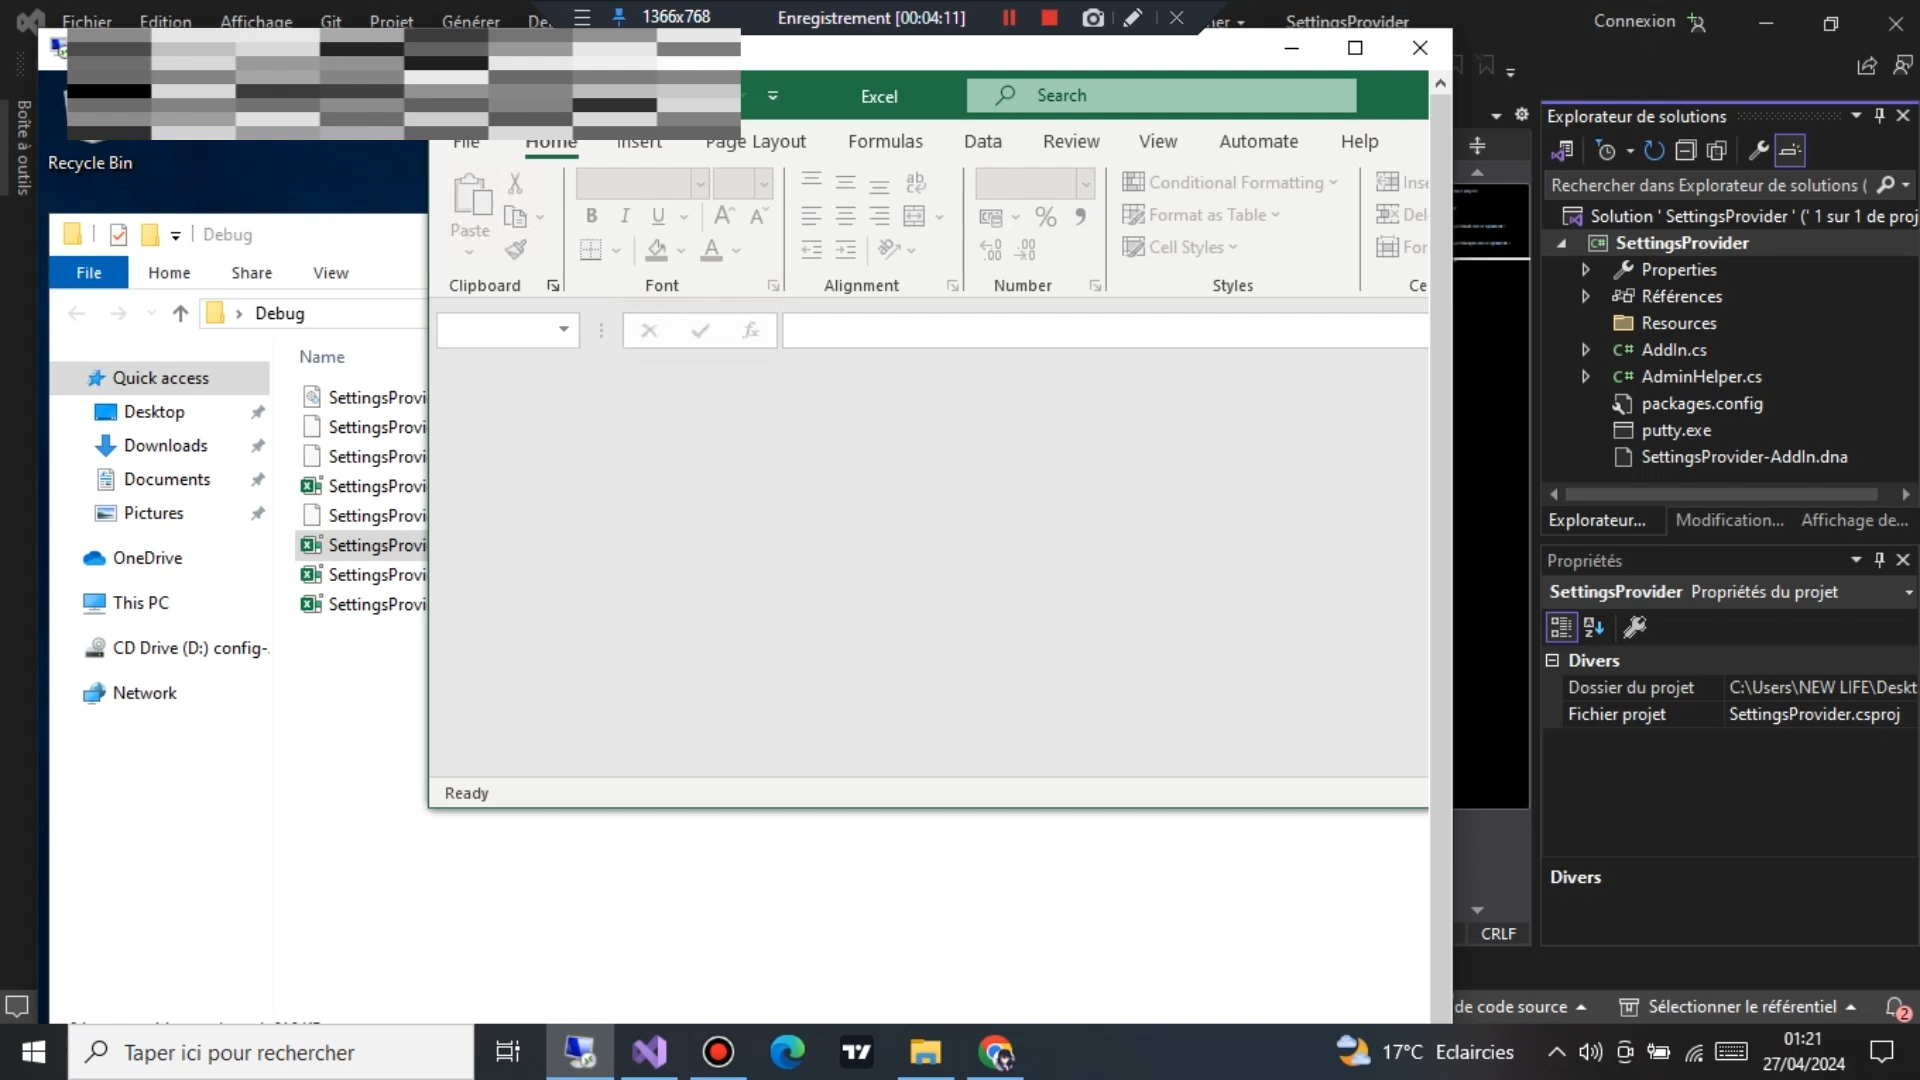 Fichier Edition Affichage Git Projet Générer
1366x768
Enregistrement [00:04:11]
SettingsProvider
Connexion
Boîte à outils
Recycle Bin
Excel
Search
File Home Insert Page Layout Formulas Data Review View Automate Help
Paste
Conditional Formatting
Format as Table
Cell Styles
Clipboard Font Alignment Number Styles
Ready
Debug
File Home Share View
Debug
Name
Quick access
Desktop
Downloads
Documents
Pictures
OneDrive
This PC
CD Drive (D:) config-
Network
SettingsProvi
SettingsProvi
SettingsProvi
SettingsProvi
SettingsProvi
SettingsProvi
SettingsProvi
SettingsProvi
Explorateur de solutions
Rechercher dans Explorateur de solutions (
Solution ' SettingsProvider ' (' 1 sur 1 de proj
SettingsProvider
Properties
Références
Resources
AddIn.cs
AdminHelper.cs
packages.config
putty.exe
SettingsProvider-AddIn.dna
Explorateur... Modification... Affichage de...
Propriétés
SettingsProvider Propriétés du projet
Divers
Dossier du projet C:\Users\NEW LIFE\Deskt
Fichier projet SettingsProvider.csproj
Divers
CRLF
de code source
Sélectionner le référentiel
2
Taper ici pour rechercher
17°C Eclaircies
01:21
27/04/2024